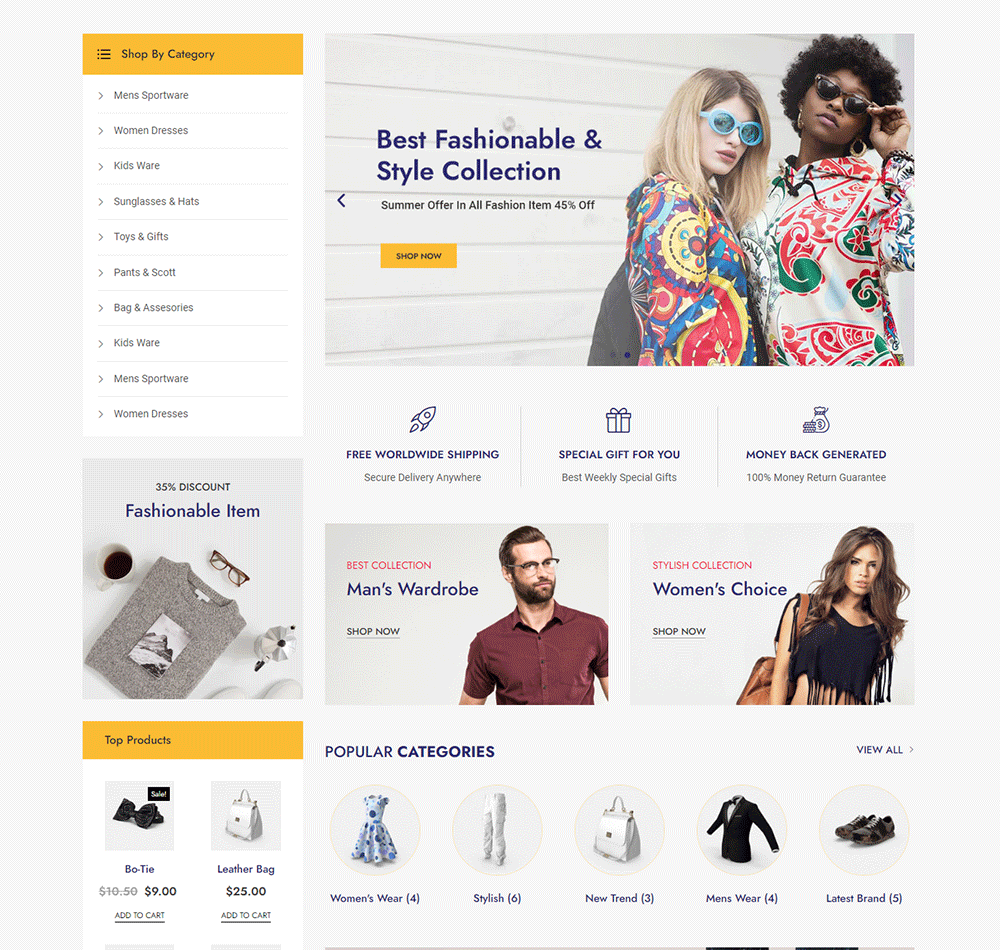 Shop By Category
Mens Sportware
Women Dresses
Kids Ware
Sunglasses & Hats
Toys & Gifts
Pants & Scott
Bag & Assesories
Kids Ware
Mens Sportware
Women Dresses
Best Fashionable &
Style Collection
Summer Offer In All Fashion Item 45% Off
SHOP NOW
FREE WORLDWIDE SHIPPING
Secure Delivery Anywhere
SPECIAL GIFT FOR YOU
Best Weekly Special Gifts
MONEY BACK GENERATED
100% Money Return Guarantee
35% DISCOUNT
Fashionable Item
BEST COLLECTION
Man's Wardrobe
SHOP NOW
STYLISH COLLECTION
Women's Choice
SHOP NOW
Top Products
Sale!
Bo-Tie
$10.50 $9.00
ADD TO CART
Leather Bag
$25.00
ADD TO CART
POPULAR CATEGORIES
VIEW ALL
Women's Wear (4)
Stylish (6)
New Trend (3)
Mens Wear (4)
Latest Brand (5)